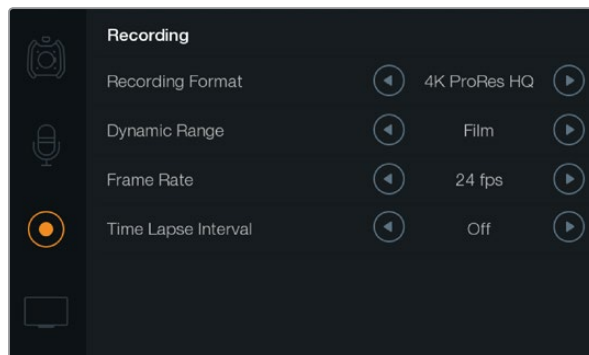 Recording
Recording Format 4K ProRes HQ
Dynamic Range Film
Frame Rate 24 fps
Time Lapse Interval Off